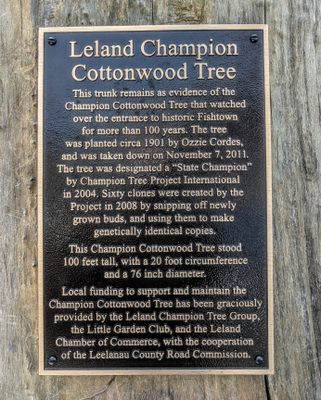 Leland Champion
Cottonwood Tree
This trunk remains as evidence of the
Champion Cottonwood Tree that watched
over the entrance to historic Fishtown
for more than 100 years. The tree
was planted circa 1901 by Ozzie Cordes,
and was taken down on November 7, 2011.
The tree was designated a “State Champion”
by Champion Tree Project International
in 2004. Sixty clones were created by the
Project in 2008 by snipping off newly
grown buds, and using them to make
genetically identical copies.
This Champion Cottonwood Tree stood
100 feet tall, with a 20 foot circumference
and a 76 inch diameter.
Local funding to support and maintain the
Champion Cottonwood Tree has been graciously
provided by the Leland Champion Tree Group,
the Little Garden Club, and the Leland
Chamber of Commerce, with the cooperation
of the Leelanau County Road Commission.